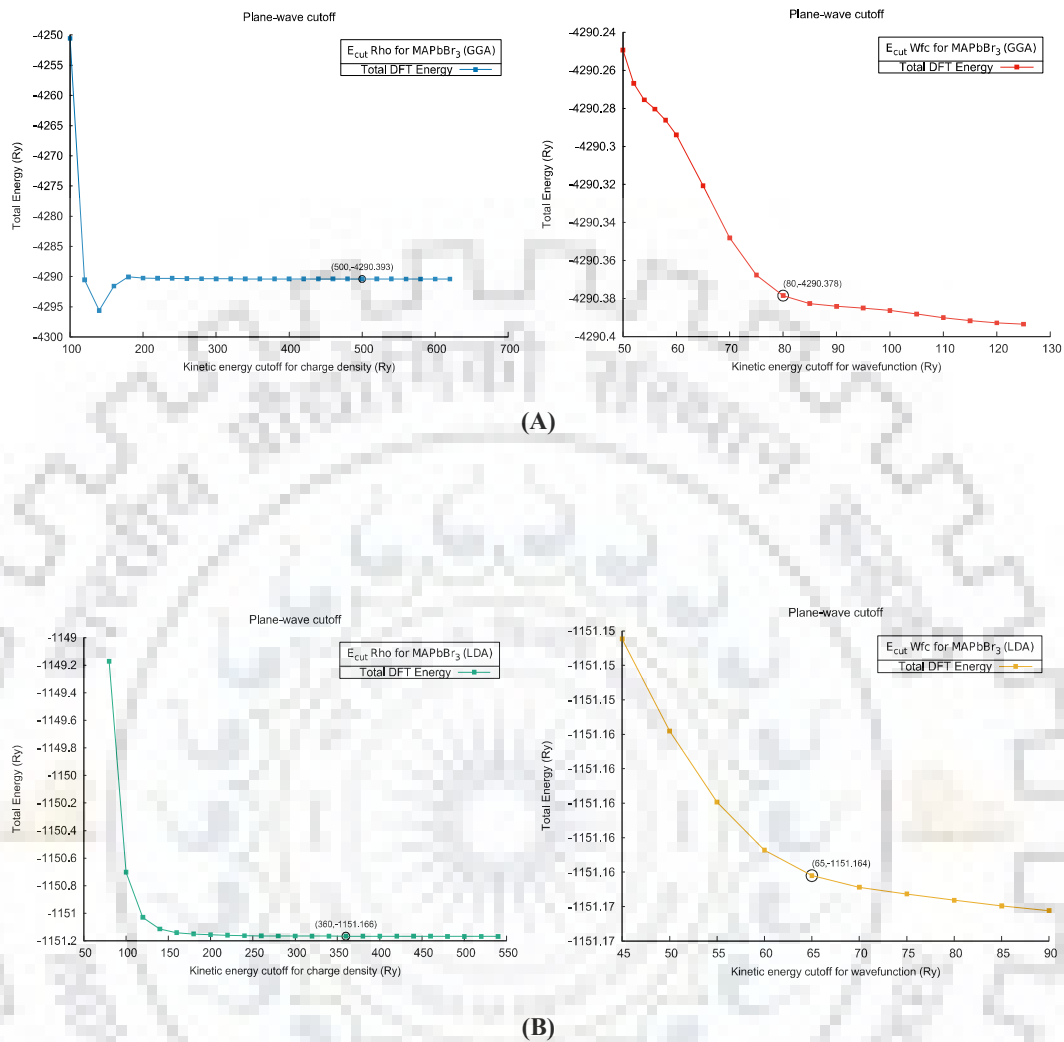 Plane-wave cutoff
E_cut Rho for MAPbBr_3 (GGA)
Total DFT Energy
Total Energy (Ry)
-4250
-4255
-4260
-4265
-4270
-4275
-4280
-4285
-4290
-4295
-4300
(500,-4290.393)
100 200 300 400 500 600 700
Kinetic energy cutoff for charge density (Ry)
Plane-wave cutoff
E_cut Wfc for MAPbBr_3 (GGA)
Total DFT Energy
Total Energy (Ry)
-4290.24
-4290.26
-4290.28
-4290.3
-4290.32
-4290.34
-4290.36
-4290.38
-4290.4
(80,-4290.378)
50 60 70 80 90 100 110 120 130
Kinetic energy cutoff for wavefunction (Ry)
(A)
Plane-wave cutoff
E_cut Rho for MAPbBr_3 (LDA)
Total DFT Energy
Total Energy (Ry)
-1149
-1149.2
-1149.4
-1149.6
-1149.8
-1150
-1150.2
-1150.4
-1150.6
-1150.8
-1151
-1151.2
(360,-1151.166)
50 100 150 200 250 300 350 400 450 500 550
Kinetic energy cutoff for charge density (Ry)
Plane-wave cutoff
E_cut Wfc for MAPbBr_3 (LDA)
Total DFT Energy
Total Energy (Ry)
-1151.15
-1151.15
-1151.15
-1151.16
-1151.16
-1151.16
-1151.16
-1151.16
-1151.17
-1151.17
(65,-1151.164)
45 50 55 60 65 70 75 80 85 90
Kinetic energy cutoff for wavefunction (Ry)
(B)